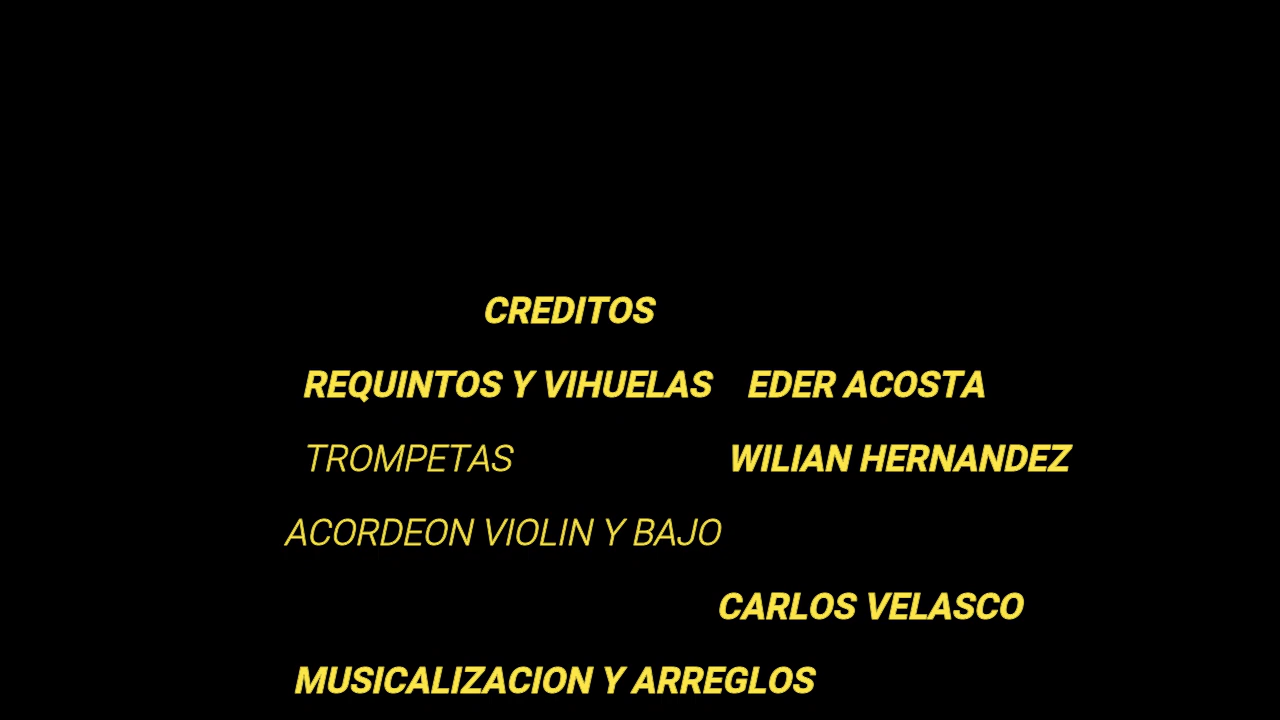 CREDITOS
REQUINTOS Y VIHUELAS EDER ACOSTA
TROMPETAS WILIAN HERNANDEZ
ACORDEON VIOLIN Y BAJO
CARLOS VELASCO
MUSICALIZACION Y ARREGLOS